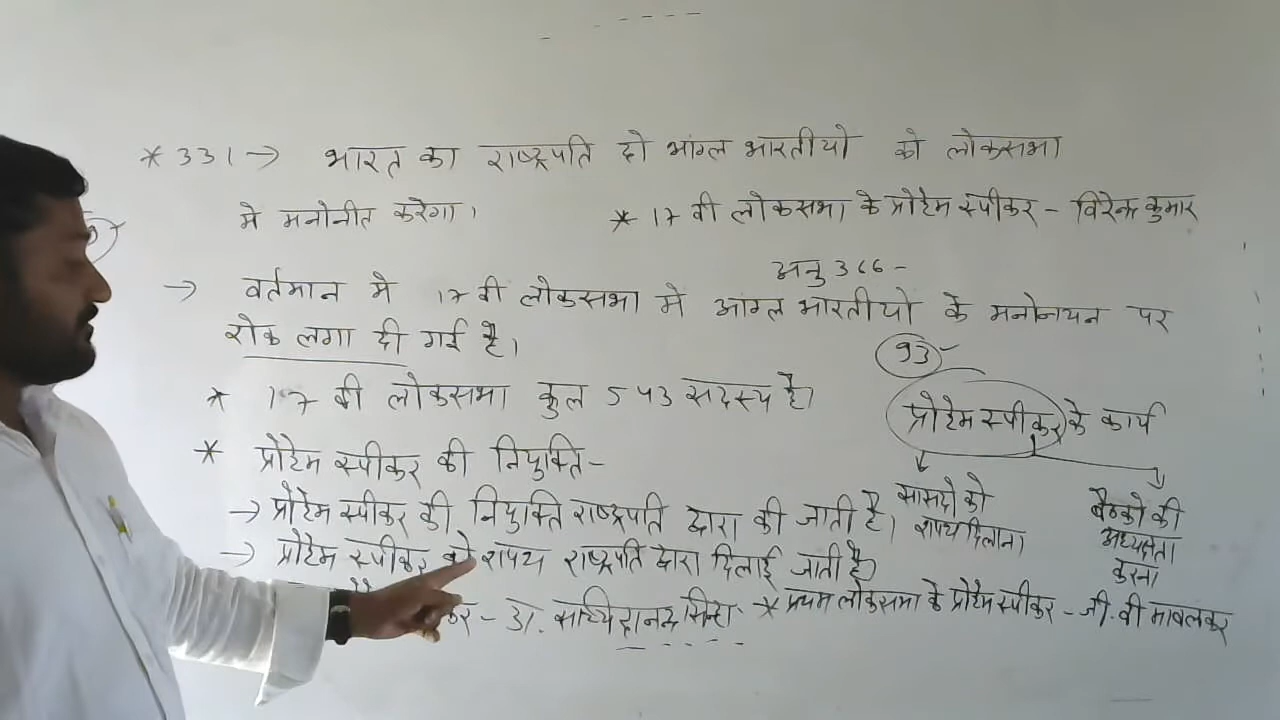 * 331 → भारत का राष्ट्रपति दो भांग्ल भारतीयो को लोकसभा
मे मनोनीत करेगा।
* 17 वी लोकसभा के प्रोटेम स्पीकर - विरेन्द्र कुमार
→ वर्तमान मे 17 वी लोकसभा मे आंग्ल भारतीयो के मनोनयन पर
अनु 366 -
रोक लगा दी गई है।
* 17 वी लोकसभा कुल 543 सदस्य है।
* प्रोटेम स्पीकर की नियुक्ति -
→ प्रोटेम स्पीकर की नियुक्ति राष्ट्रपति द्वारा की जाती है।
→ प्रोटेम स्पीकर को शपथ राष्ट्रपति द्वारा दिलाई जाती है।
कर - डा. सच्चिदानन्द सिन्हा
* प्रथम लोकसभा के प्रोटेम स्पीकर - जी. वी मावलकर
93 -
प्रोटेम स्पीकर के कार्य
सासदो को
शपथ दिलाना
बैठको की
अध्यक्षता
करना